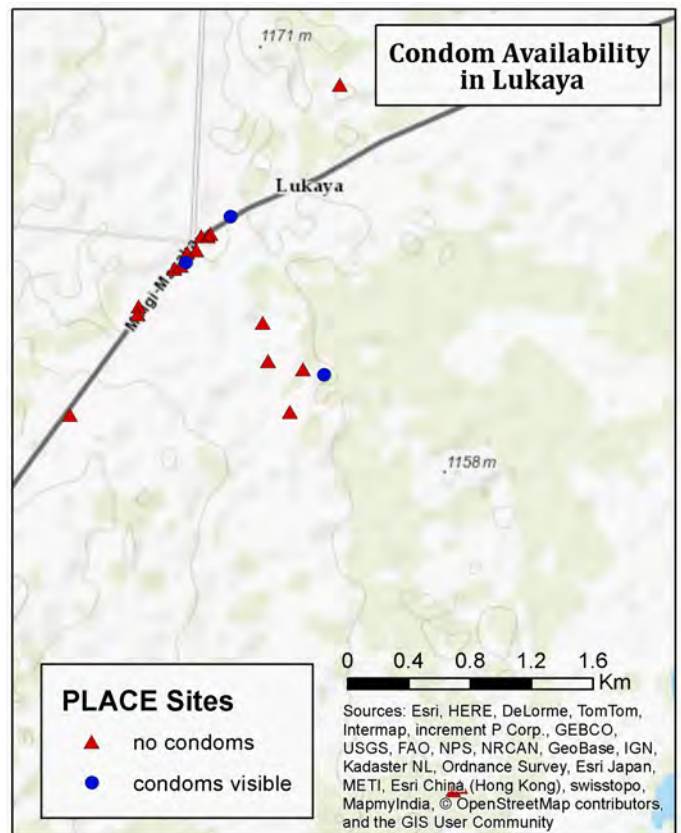 1171 m
Condom Availability
in Lukaya
Lukaya
1158 m
0 0.4 0.8 1.2 1.6
Km
PLACE Sites
no condoms
condoms visible
Sources: Esri, HERE, DeLorme, TomTom,
Intermap, increment P Corp., GEBCO,
USGS, FAO, NPS, NRCAN, GeoBase, IGN,
Kadaster NL, Ordnance Survey, Esri Japan,
METI, Esri China (Hong Kong), swisstopo,
MapmyIndia, © OpenStreetMap contributors,
and the GIS User Community